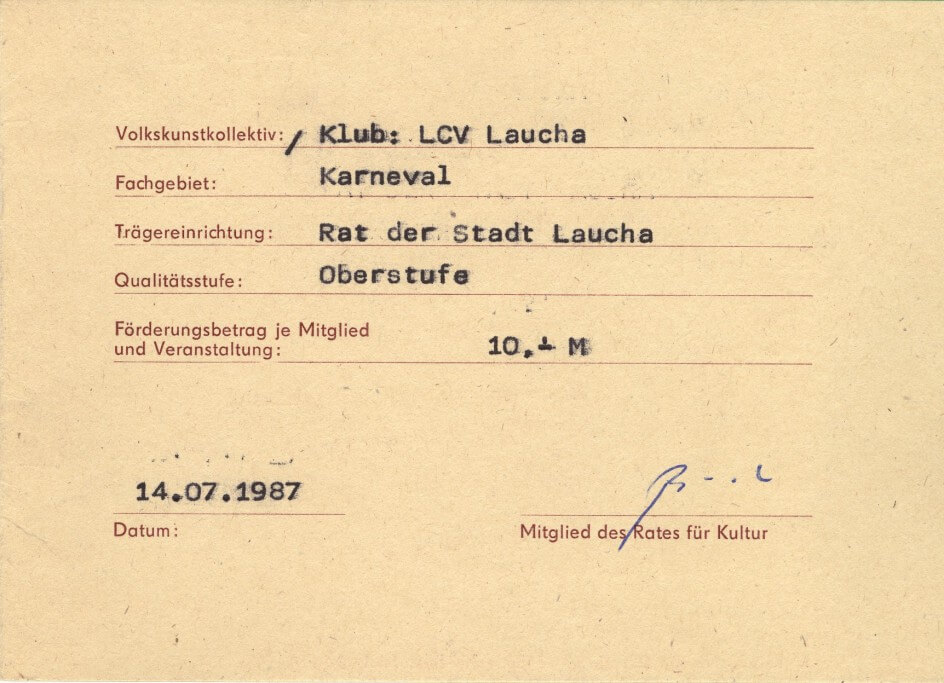 Volkskunstkollektiv: / Klub: LCV Laucha
Fachgebiet: Karneval
Trägereinrichtung: Rat der Stadt Laucha
Qualitätsstufe: Oberstufe
Förderungsbetrag je Mitglied
und Veranstaltung: 10,- M
14.07.1987
Datum:
Mitglied des Rates für Kultur